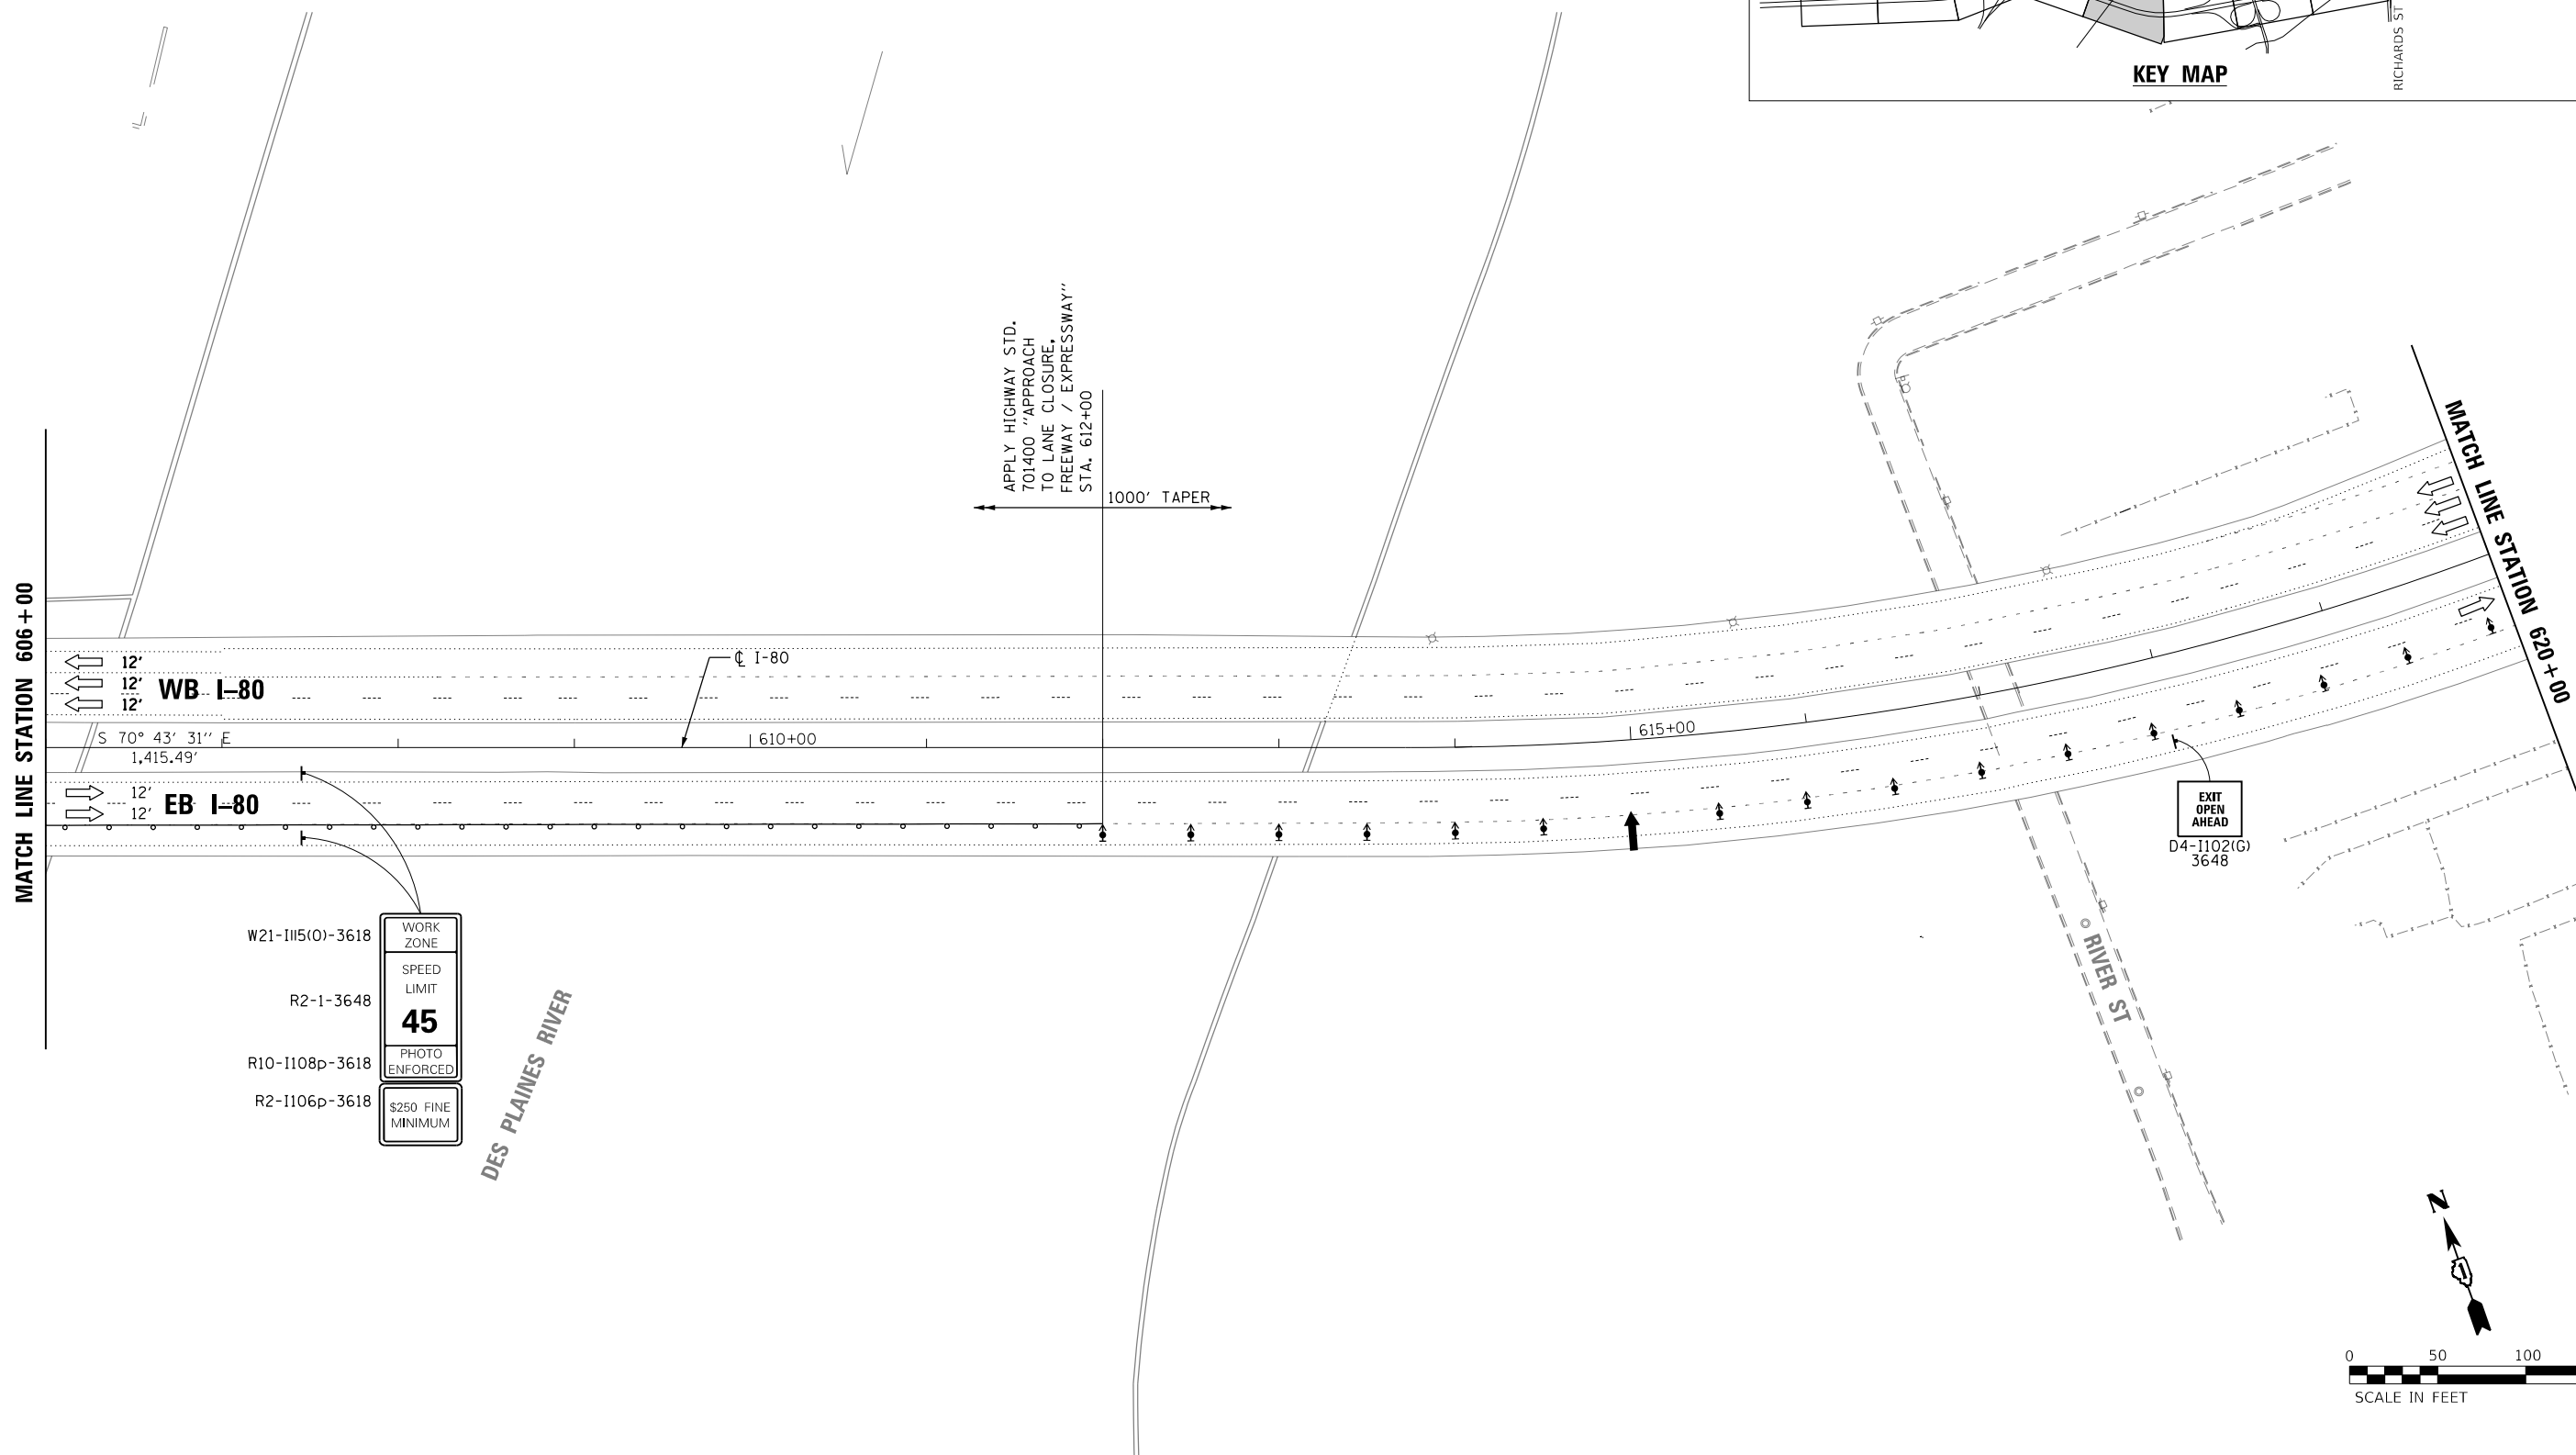 RICHARDS ST
KEY MAP
APPLY HIGHWAY STD.
701400 "APPROACH
TO LANE CLOSURE,
FREEWAY / EXPRESSWAY"
STA. 612+00
1000' TAPER
MATCH LINE STATION 606+00
MATCH LINE STATION 620+00
12'
12'
12'
WB I-80
℄ I-80
S 70° 43' 31" E
1,415.49'
610+00
615+00
12'
12'
EB I-80
EXIT
OPEN
AHEAD
D4-I102(G)
3648
W21-I115(O)-3618
WORK
ZONE
R2-1-3648
SPEED
LIMIT
45
R10-I108p-3618
PHOTO
ENFORCED
R2-I106p-3618
$250 FINE
MINIMUM
DES PLAINES RIVER
RIVER ST
N
0 50 100
SCALE IN FEET